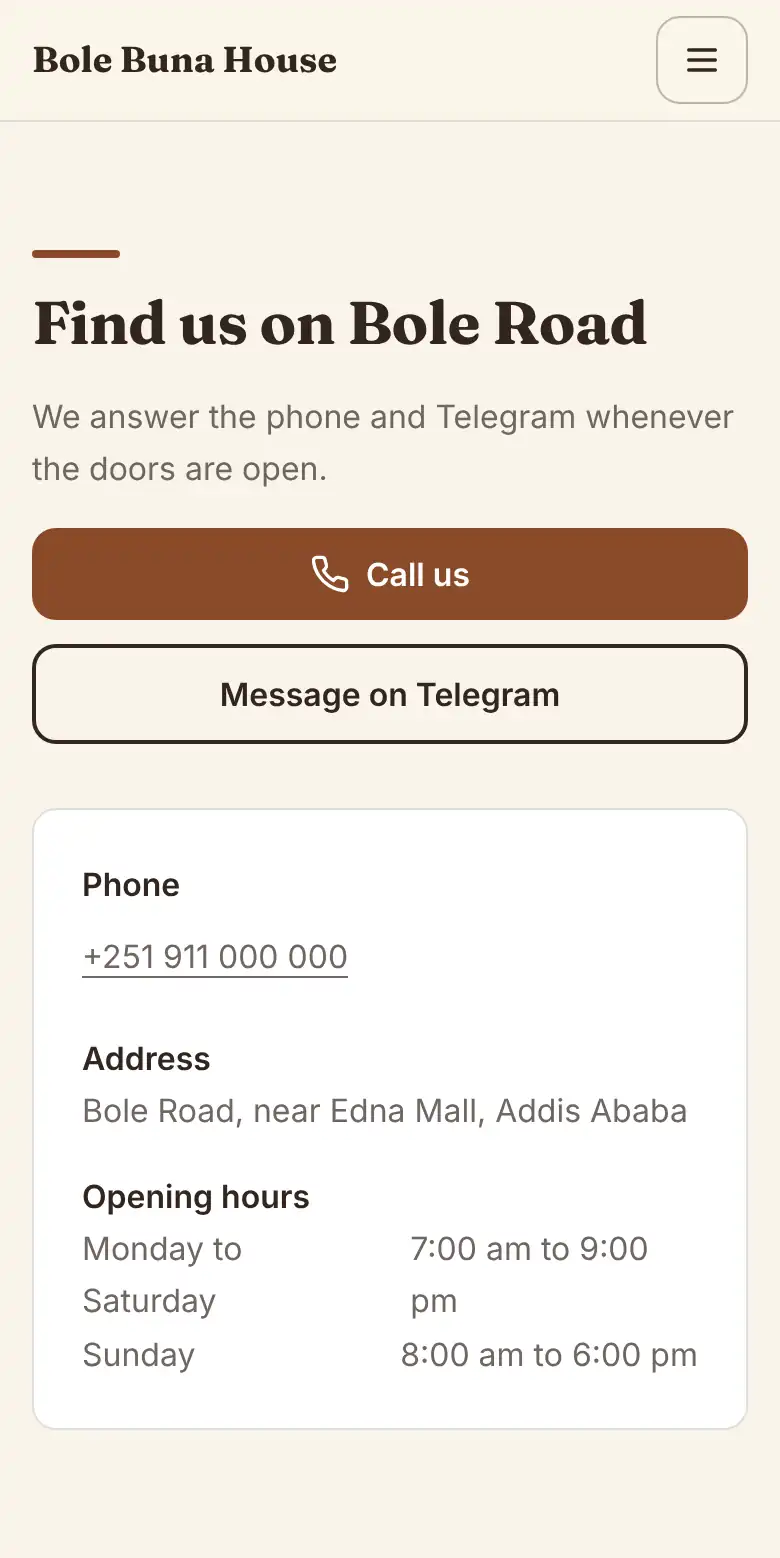 Bole Buna House
Find us on Bole Road
We answer the phone and Telegram whenever
the doors are open.
Call us
Message on Telegram
Phone
+251 911 000 000
Address
Bole Road, near Edna Mall, Addis Ababa
Opening hours
Monday to 7:00 am to 9:00
Saturday pm
Sunday 8:00 am to 6:00 pm